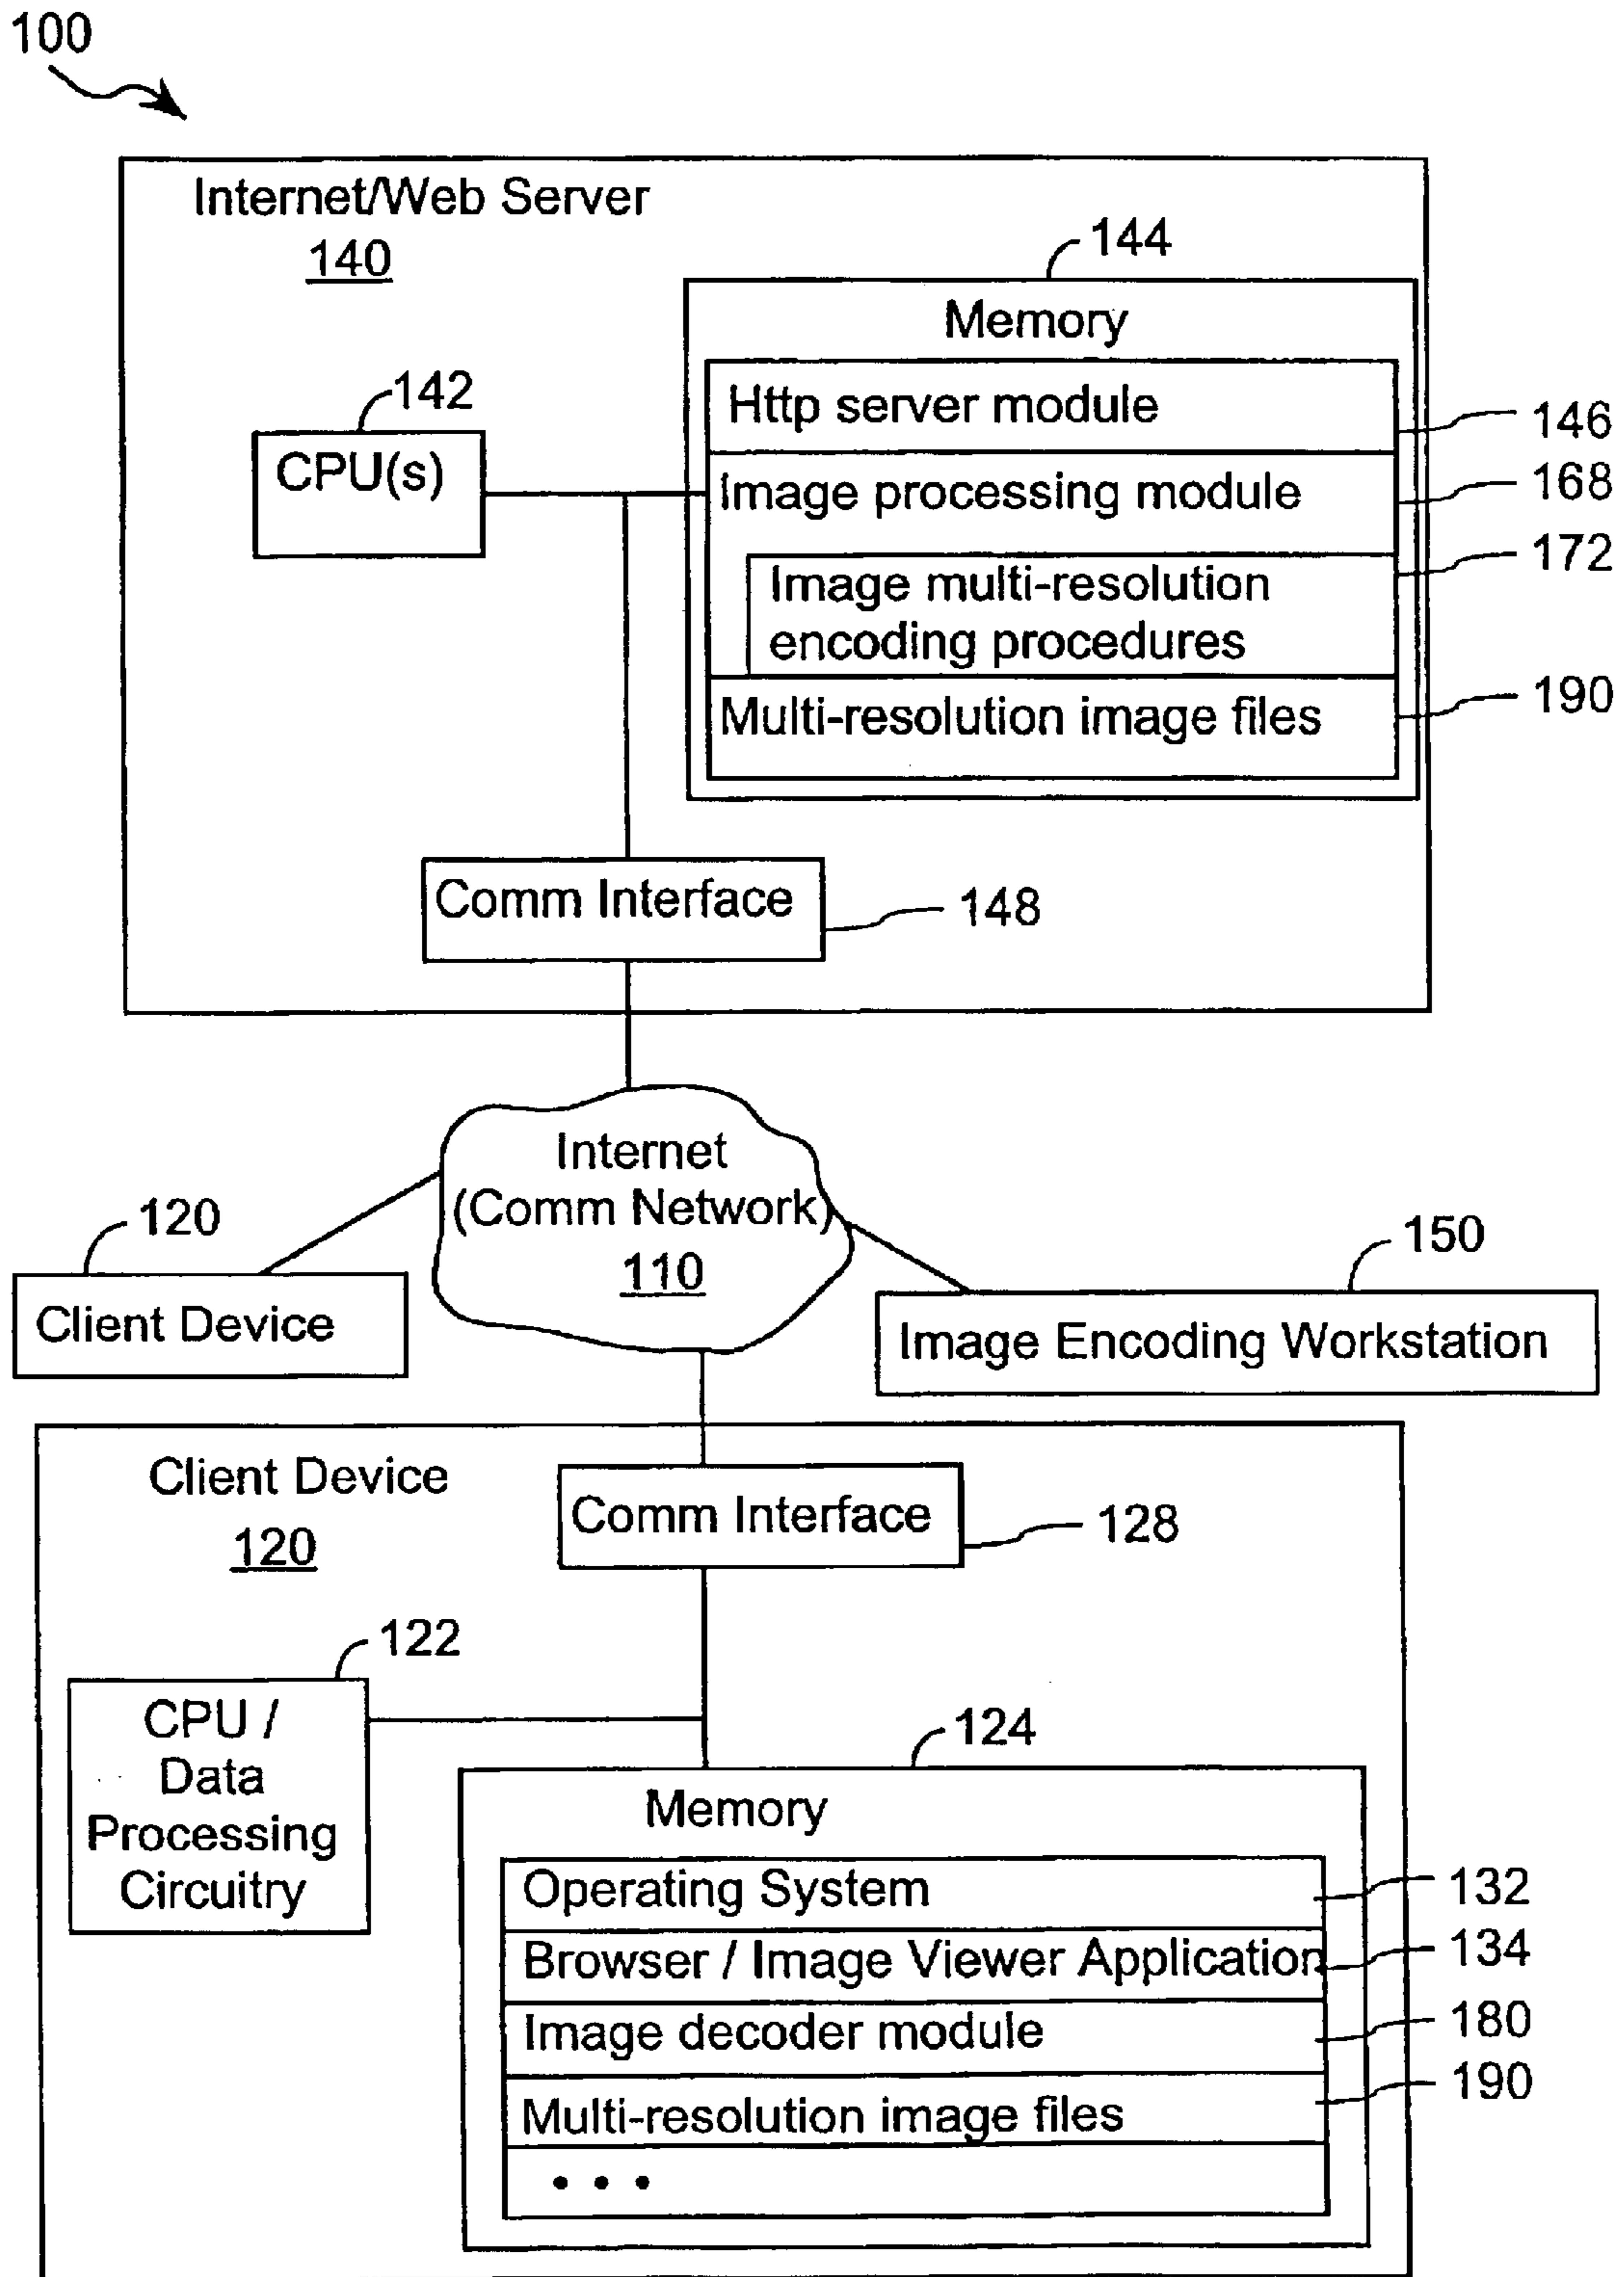 100
Internet/Web Server
140
144
Memory
142
CPU(s)
Http server module
146
Image processing module
168
172
Image multi-resolution
encoding procedures
190
Multi-resolution image files
Comm Interface
148
Internet
(Comm Network)
110
120
Client Device
150
Image Encoding Workstation
Client Device
120
Comm Interface
128
122
CPU /
Data
Processing
Circuitry
124
Memory
Operating System
132
Browser / Image Viewer Application
134
Image decoder module
180
Multi-resolution image files
190
• • •